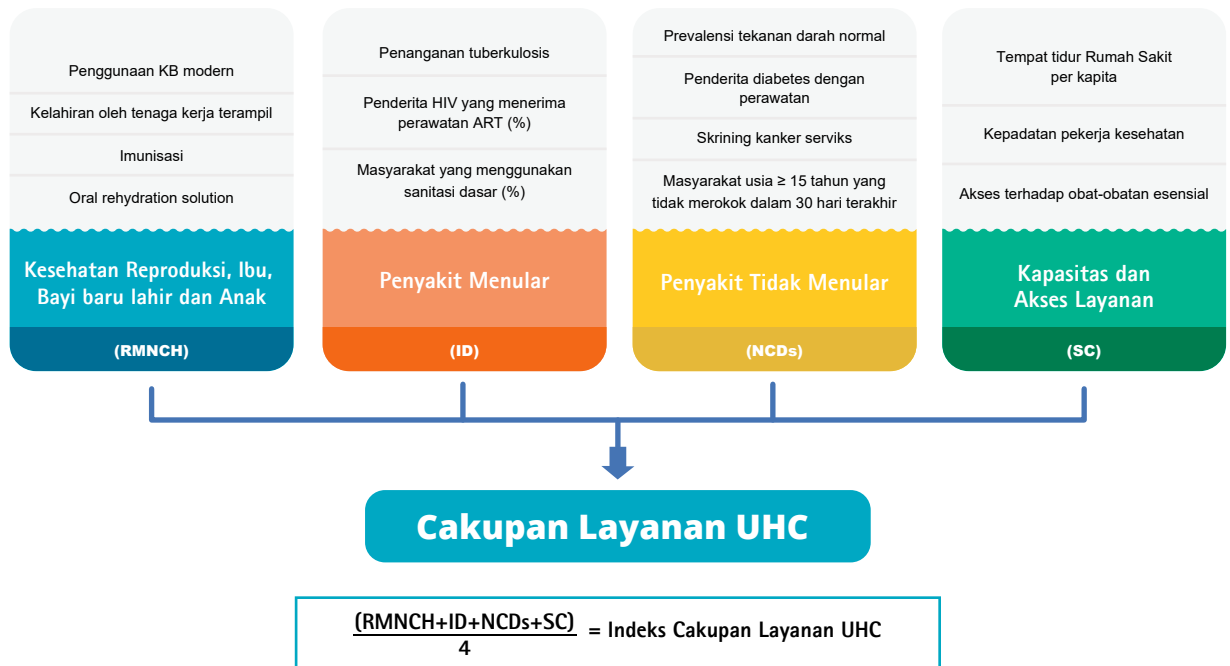 Penggunaan KB modern
Kelahiran oleh tenaga kerja terampil
Imunisasi
Oral rehydration solution
Kesehatan Reproduksi, Ibu,
Bayi baru lahir dan Anak
(RMNCH)
Penanganan tuberkulosis
Penderita HIV yang menerima
perawatan ART (%)
Masyarakat yang menggunakan
sanitasi dasar (%)
Penyakit Menular
(ID)
Prevalensi tekanan darah normal
Penderita diabetes dengan
perawatan
Skrining kanker serviks
Masyarakat usia ≥ 15 tahun yang
tidak merokok dalam 30 hari terakhir
Penyakit Tidak Menular
(NCDs)
Tempat tidur Rumah Sakit
per kapita
Kepadatan pekerja kesehatan
Akses terhadap obat-obatan esensial
Kapasitas dan
Akses Layanan
(SC)
Cakupan Layanan UHC
(RMNCH+ID+NCDs+SC)
4
= Indeks Cakupan Layanan UHC